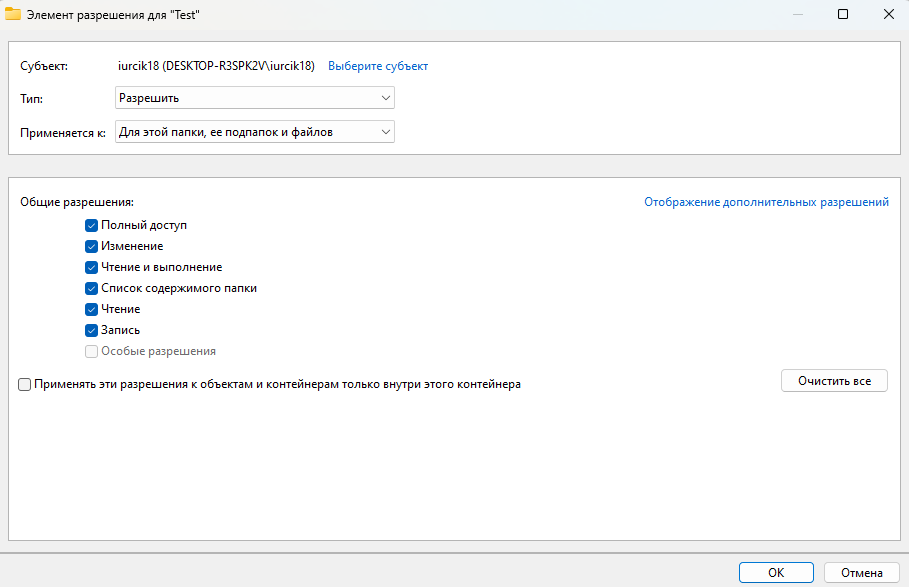 Элемент разрешения для "Test"
Субъект: iurcik18 (DESKTOP-R3SPK2V\iurcik18) Выберите субъект
Тип: Разрешить
Применяется к: Для этой папки, ее подпапок и файлов
Общие разрешения: Отображение дополнительных разрешений
Полный доступ
Изменение
Чтение и выполнение
Список содержимого папки
Чтение
Запись
Особые разрешения
Применять эти разрешения к объектам и контейнерам только внутри этого контейнера Очистить все
ОК Отмена